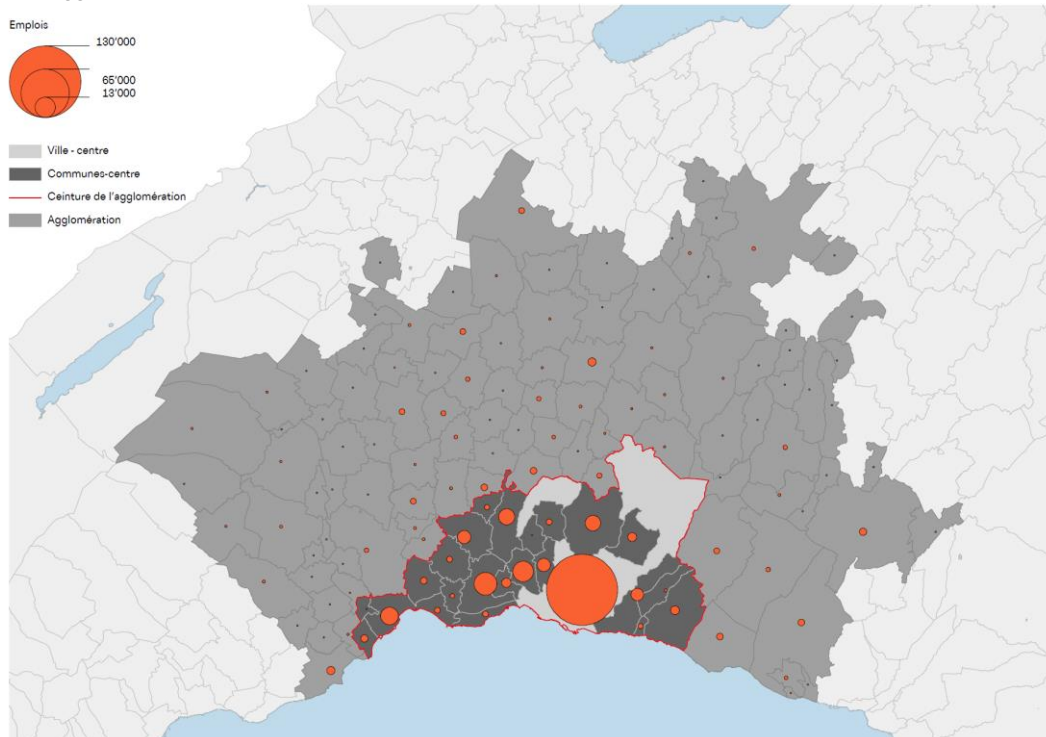 Emplois
130'000
65'000
13'000
Ville - centre
Communes-centre
Ceinture de l'agglomération
Agglomération